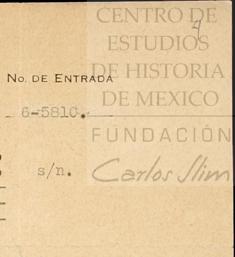 CENTRO DE
ESTUDIOS
DE HISTORIA
DE MEXICO
FUNDACIÓN
Carlos Slim
No. DE ENTRADA
6-5810.
s/n.